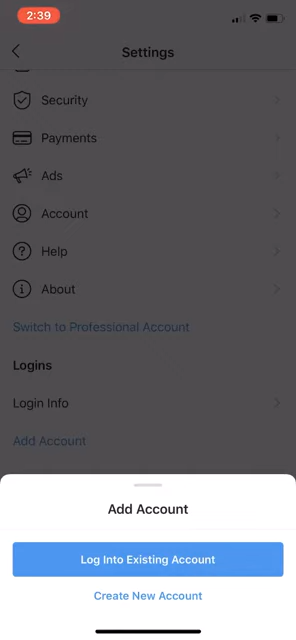 2:39
Settings
Security
Payments
Ads
Account
Help
About
Switch to Professional Account
Logins
Login Info
Add Account
Add Account
Log Into Existing Account
Create New Account